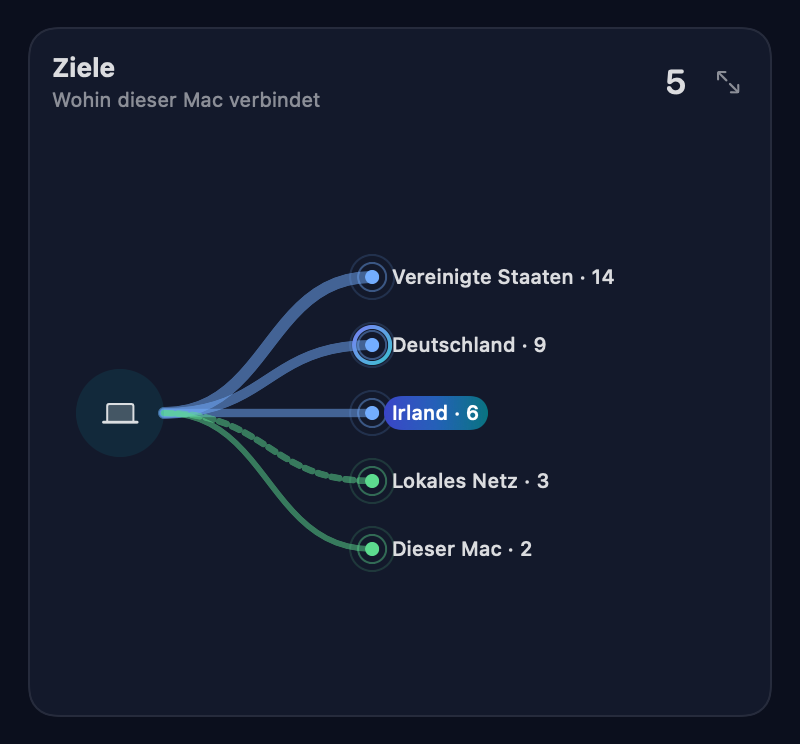 Ziele
Wohin dieser Mac verbindet
5
Vereinigte Staaten · 14
Deutschland · 9
Irland · 6
Lokales Netz · 3
Dieser Mac · 2